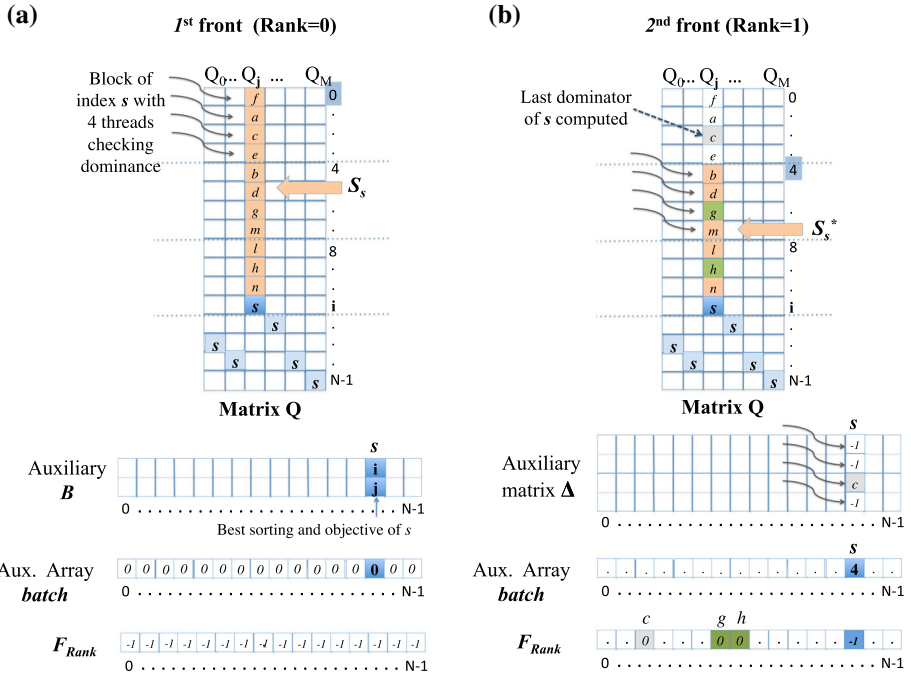 (a)
1st front (Rank=0)
Q0... Qj ... QM
Block of
index s with
4 threads
checking
dominance
f
a
c
e
b
d
g
m
l
h
n
s
s
s
s
s
s
0
.
.
.
4
.
.
.
8
.
.
i
.
.
.
N-1
Ss
Matrix Q
s
Auxiliary
B
i
j
0 . . . . . . . . . . . . . . . . . . . . . . N-1
Best sorting and objective of s
Aux. Array
batch
0 0 0 0 0 0 0 0 0 0 0 0 0 0 0 0
0 . . . . . . . . . . . . . . . . . . . . . . N-1
FRank
-1 -1 -1 -1 -1 -1 -1 -1 -1 -1 -1 -1 -1 -1 -1 -1
0 . . . . . . . . . . . . . . . . . . . . . . N-1
(b)
2nd front (Rank=1)
Q0... Qj ... QM
Last dominator
of s computed
f
a
c
e
b
d
g
m
l
h
n
s
s
s
s
s
s
0
.
.
.
4
.
.
.
8
.
.
i
.
.
.
N-1
Ss*
Matrix Q
s
Auxiliary
matrix Δ
-1
-1
c
-1
0 . . . . . . . . . . . . . . . . . . . . . . N-1
s
Aux. Array
batch
. . . . . . . . . . . . . 4 . .
0 . . . . . . . . . . . . . . . . . . . . . . N-1
c g h
FRank
. . 0 . . . 0 0 . . . . . -1 . .
0 . . . . . . . . . . . . . . . . . . . . . . N-1